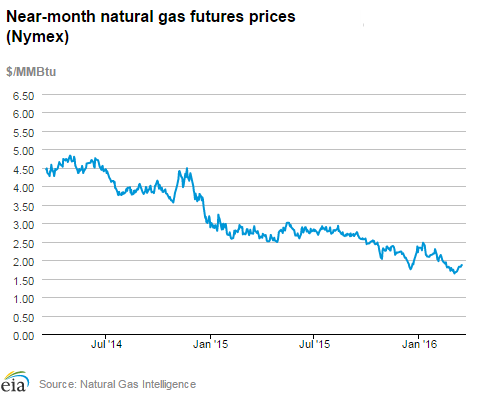 Near-month natural gas futures prices
(Nymex)
$/MMBtu
6.50
6.00
5.50
5.00
4.50
4.00
3.50
3.00
2.50
2.00
1.50
1.00
0.50
0.00
Jul '14
Jan '15
Jul '15
Jan '16
eia
Source: Natural Gas Intelligence